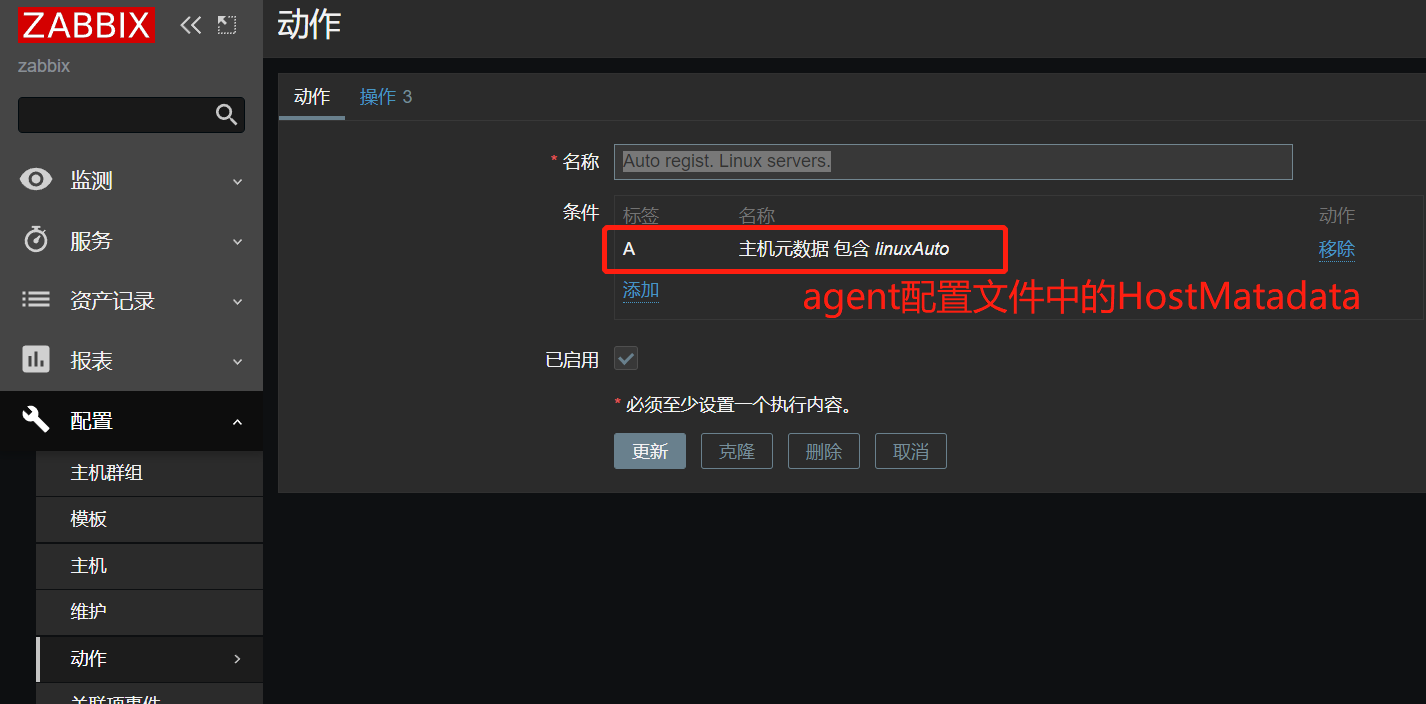 ZABBIX
zabbix
监测
服务
资产记录
报表
配置
主机群组
模板
主机
维护
动作
关联项事件
动作
动作
操作 3
* 名称
Auto regist. Linux servers.
条件
标签 名称 动作
A 主机元数据 包含 linuxAuto 移除
添加
agent配置文件中的HostMatadata
已启用
* 必须至少设置一个执行内容。
更新 克隆 删除 取消